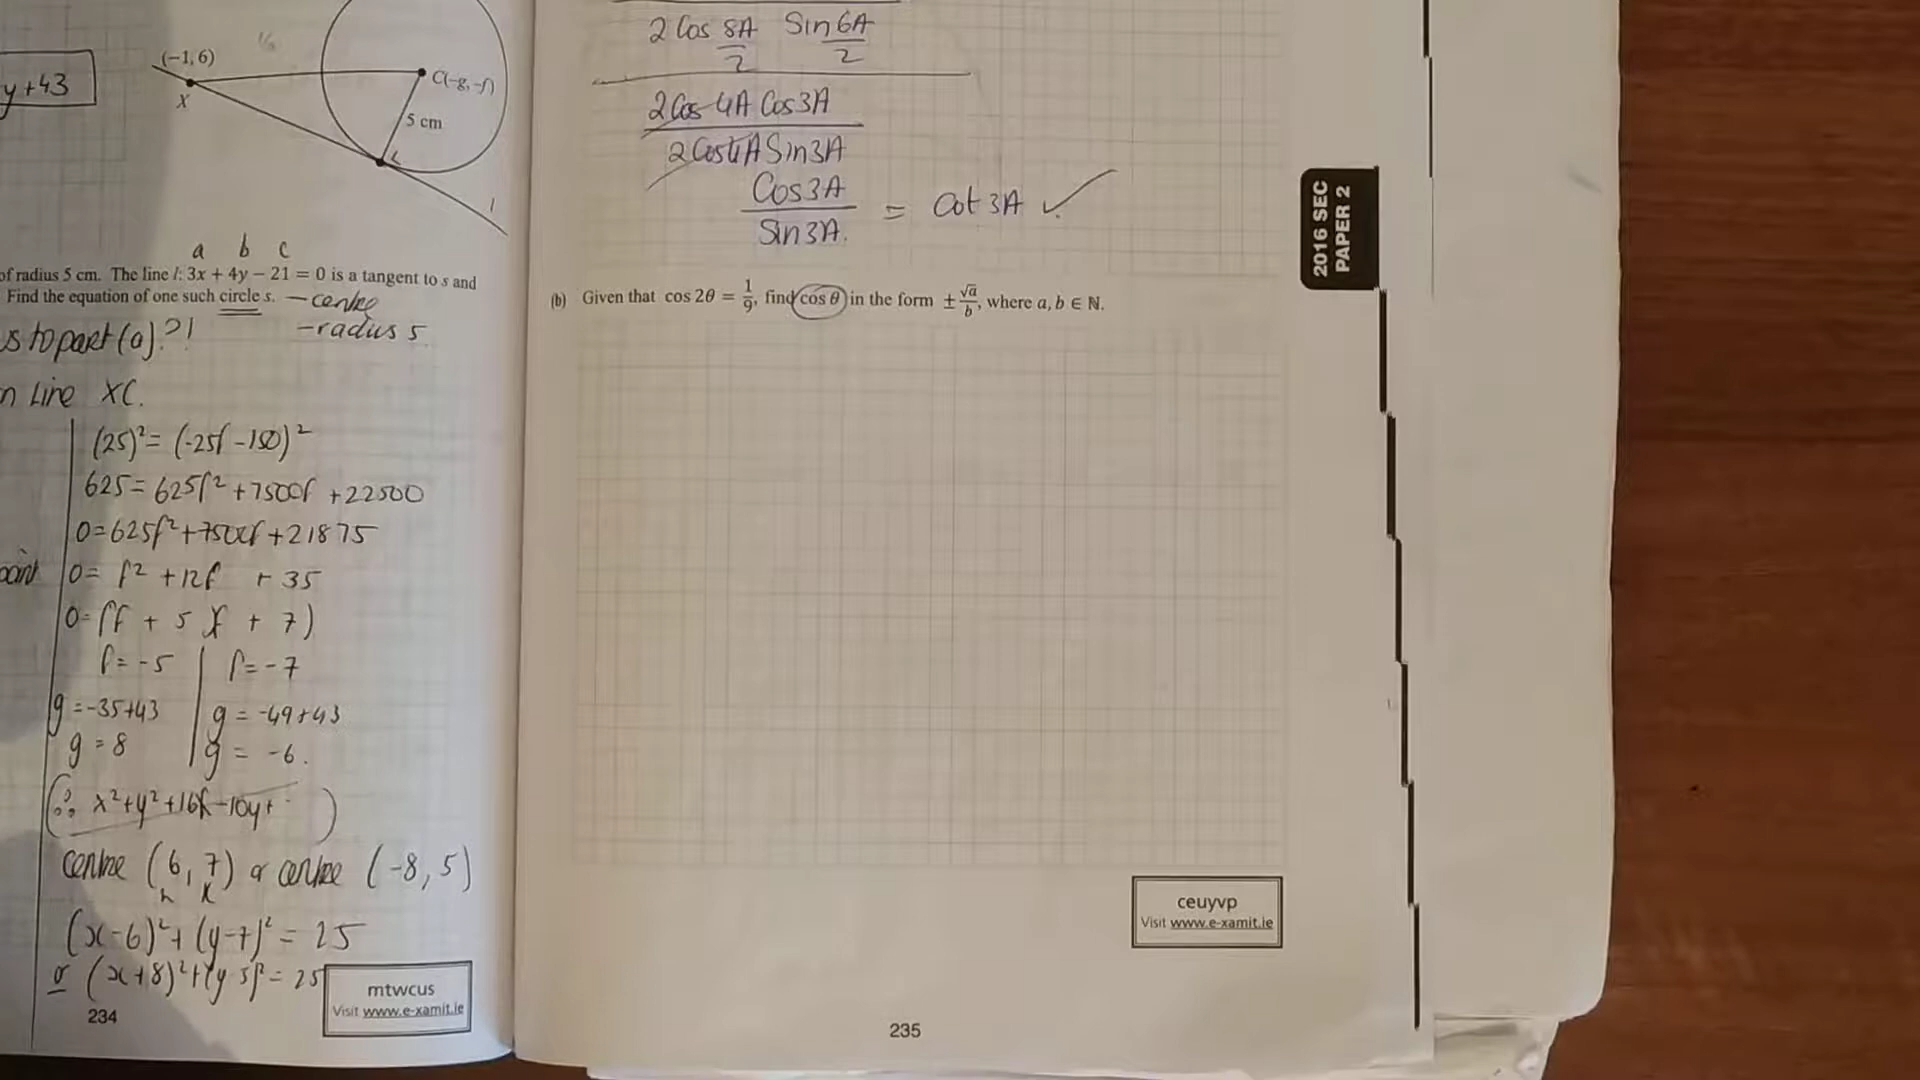 y+43
(−1, 6)
X
C(−g, −f)
5 cm
l
a b c
of radius 5 cm. The line l: 3x + 4y − 21 = 0 is a tangent to s and
Find the equation of one such circle s. — centre
— radius 5
us to part (a)?!
n Line XC.
(25)² = (-25f -150)²
625 = 625f² + 7500f + 22500
0 = 625f² + 7500f + 21875
point
0 = f² + 12f + 35
0 = (f + 5)(f + 7)
f = -5 | f = -7
g = -35+43 | g = -49+43
g = 8 | g = -6.
∴ x²+y²+16x-10y+
centre (6, 7) or centre (-8, 5)
h k
(x-6)² + (y-7)² = 25
or (x+8)²+(y-5)² = 25
mtwcus
Visit www.e-xamit.ie
234
2 Cos 8A/2 Sin 6A/2
2 Cos 4A Cos 3A
2 Cos 4A Sin 3A
Cos 3A / Sin 3A. = Cot 3A ✓
(b) Given that cos 2θ = 1/9, find cos θ in the form ± √a/b, where a, b ∈ ℕ.
2016 SEC
PAPER 2
ceuyvp
Visit www.e-xamit.ie
235